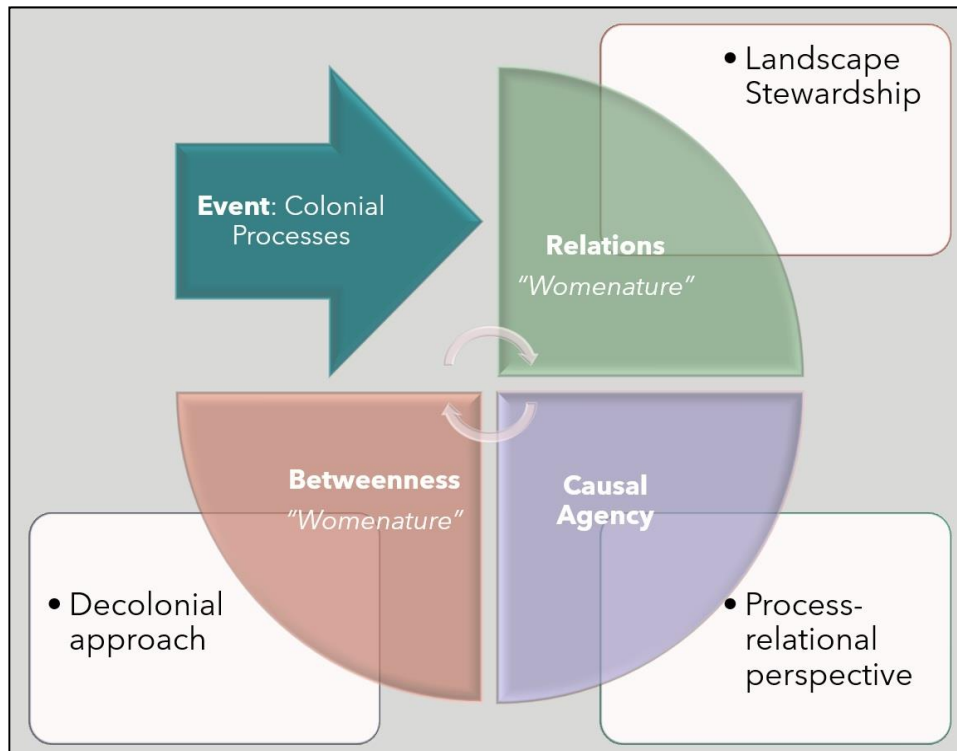 Event: Colonial
Processes
• Landscape
Stewardship
Relations
“Womenature”
Betweenness
“Womenature”
Causal
Agency
• Decolonial
approach
• Process-
relational
perspective